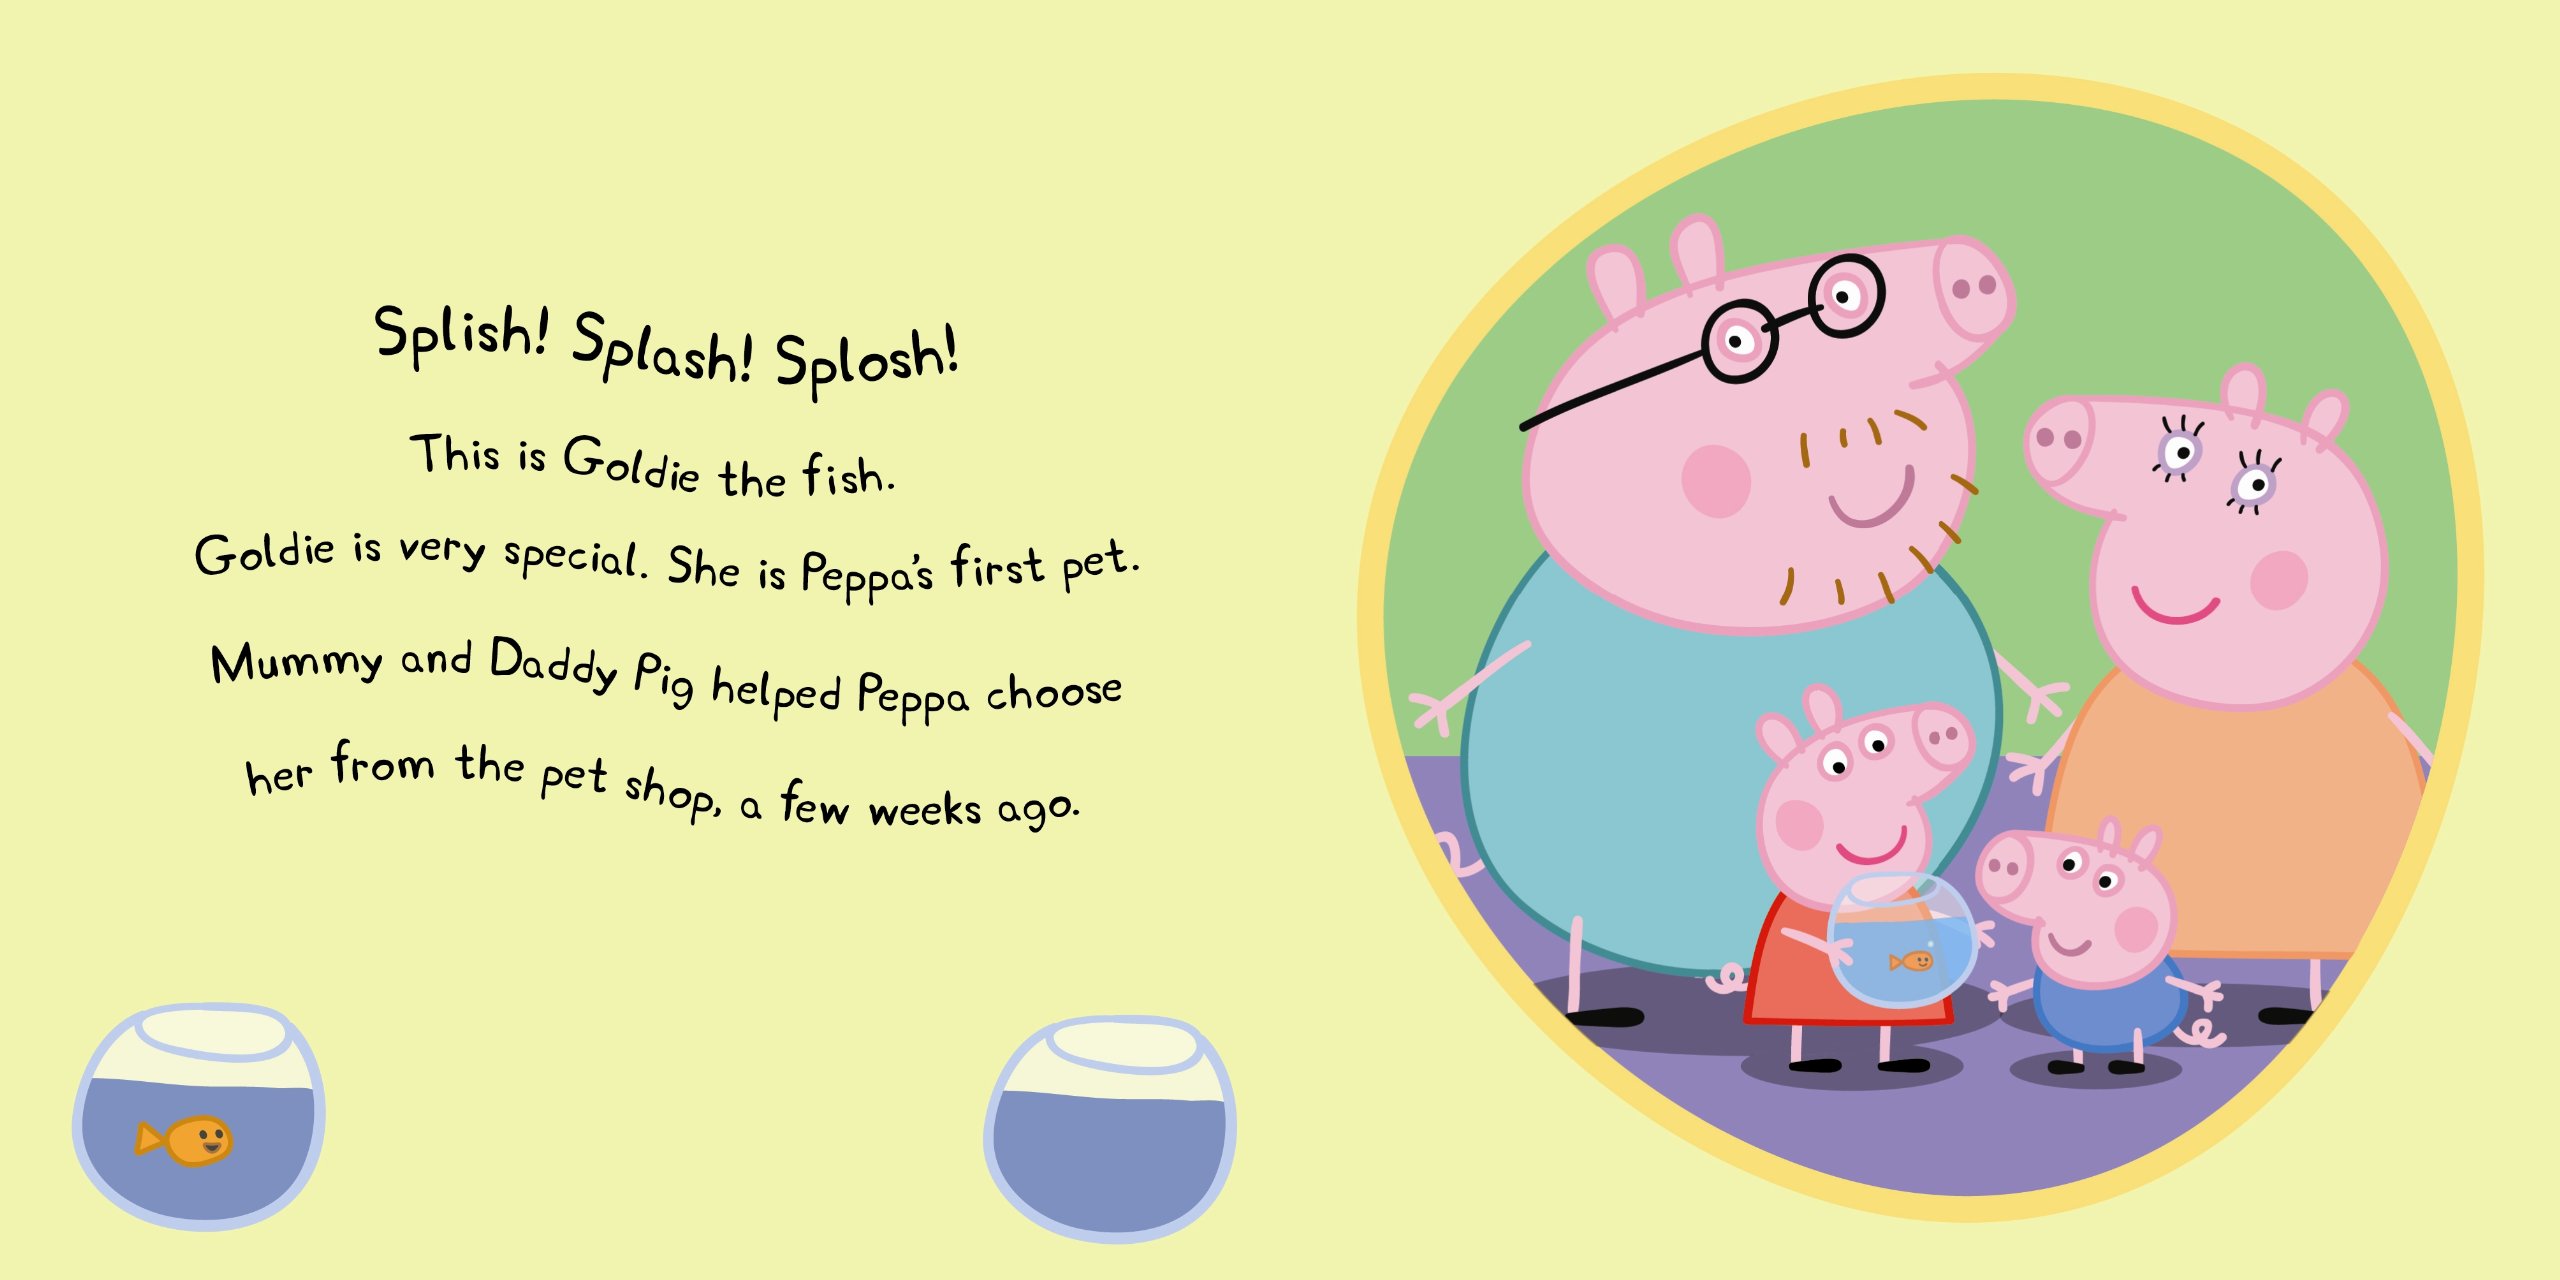 Splish! Splash! Splosh!
This is Goldie the fish.
Goldie is very special. She is Peppa's first pet.
Mummy and Daddy Pig helped Peppa choose
her from the pet shop, a few weeks ago.